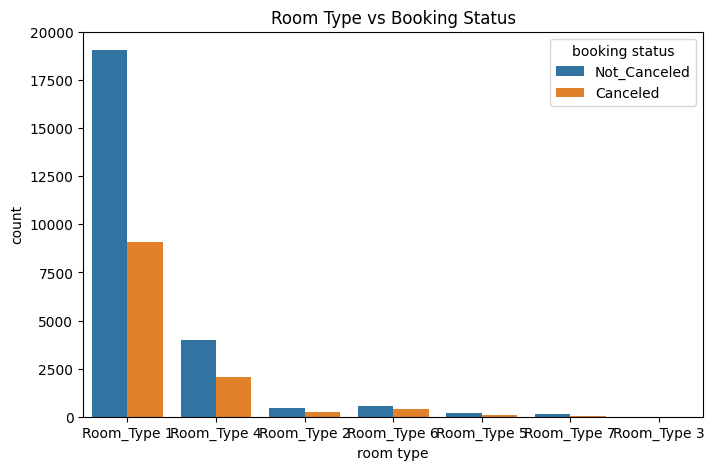 Room Type vs Booking Status
booking status
Not_Canceled
Canceled
20000
17500
15000
12500
10000
7500
5000
2500
0
count
Room_Type 1 Room_Type 4 Room_Type 2 Room_Type 6 Room_Type 5 Room_Type 7 Room_Type 3
room type